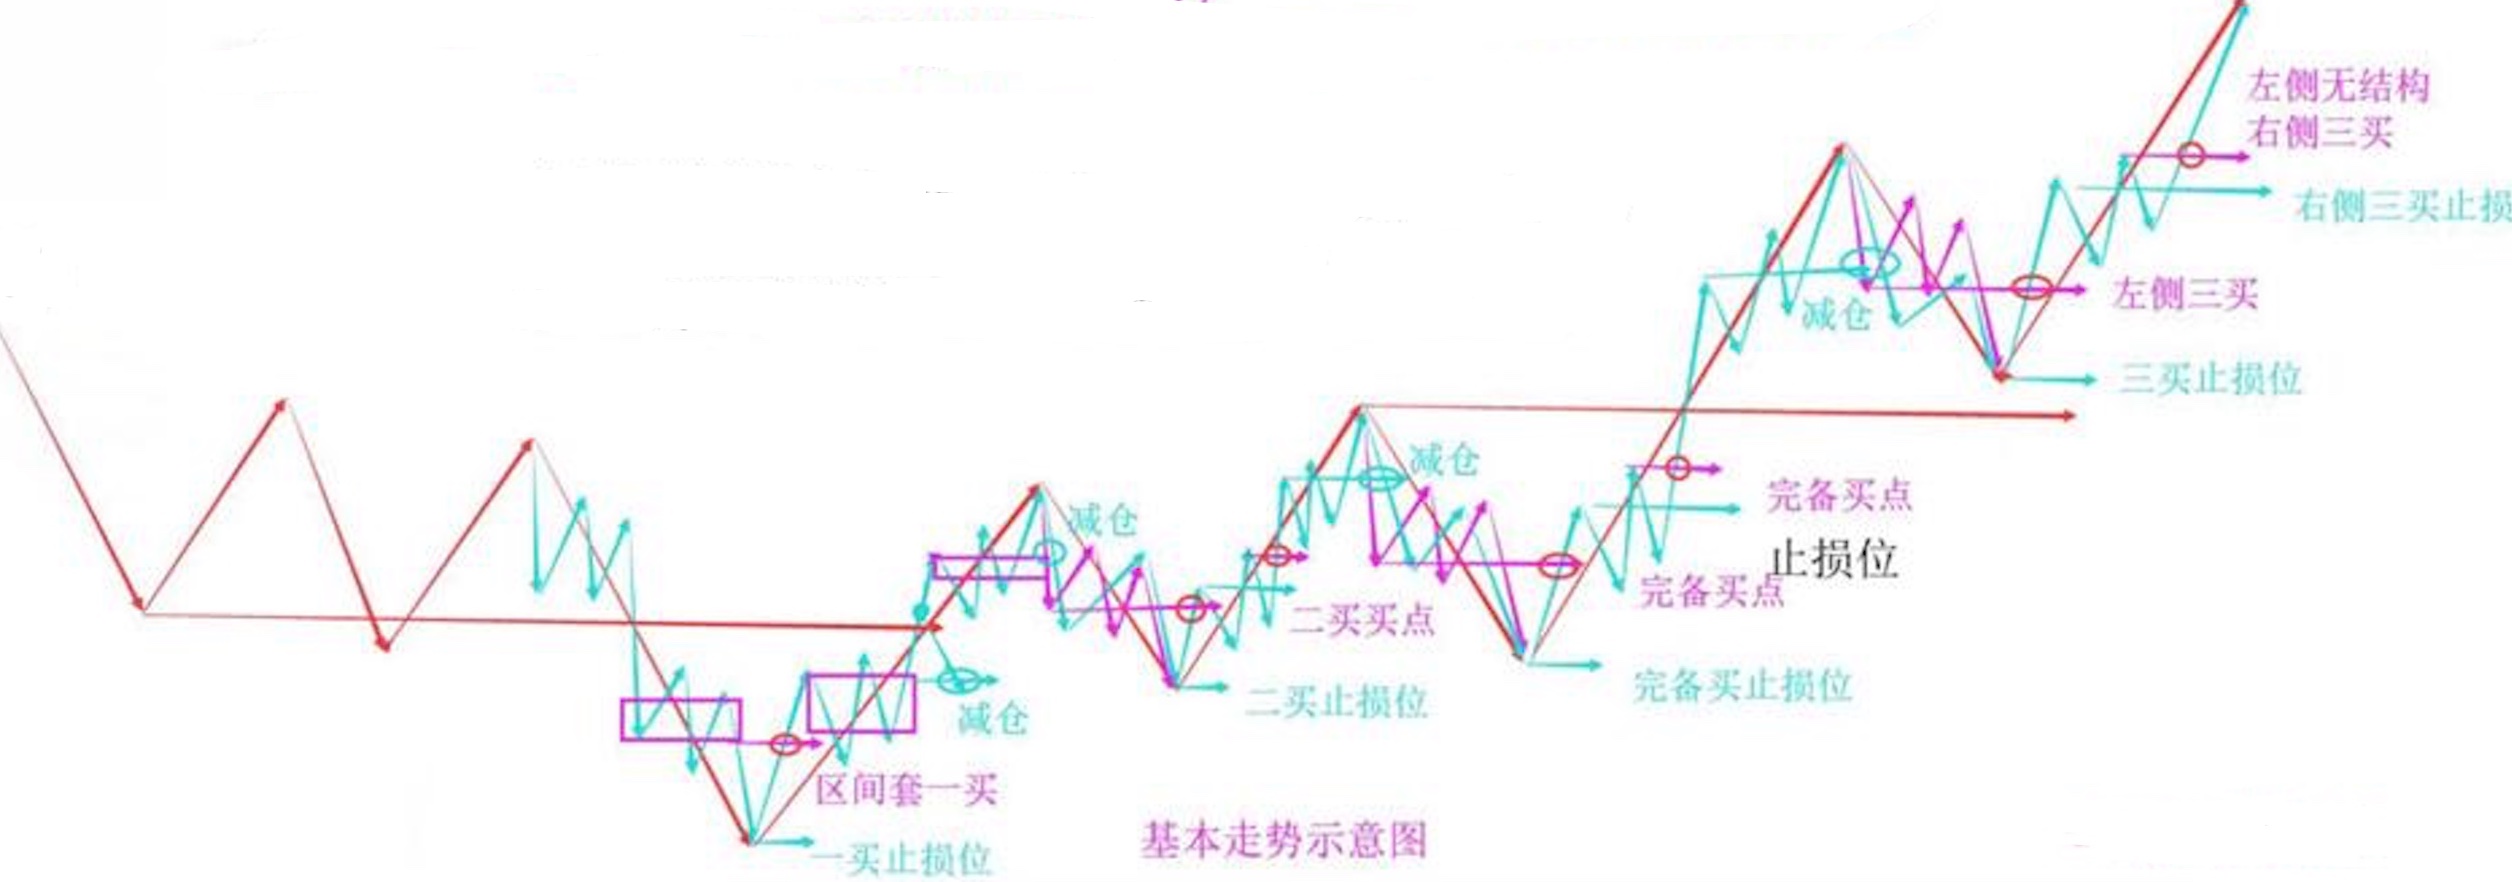 左侧无结构
右侧三买
右侧三买止损
左侧三买
减仓
三买止损位
减仓
完备买点
减仓
止损位
完备买点
二买买点
完备买止损位
二买止损位
减仓
区间套一买
基本走势示意图
一买止损位